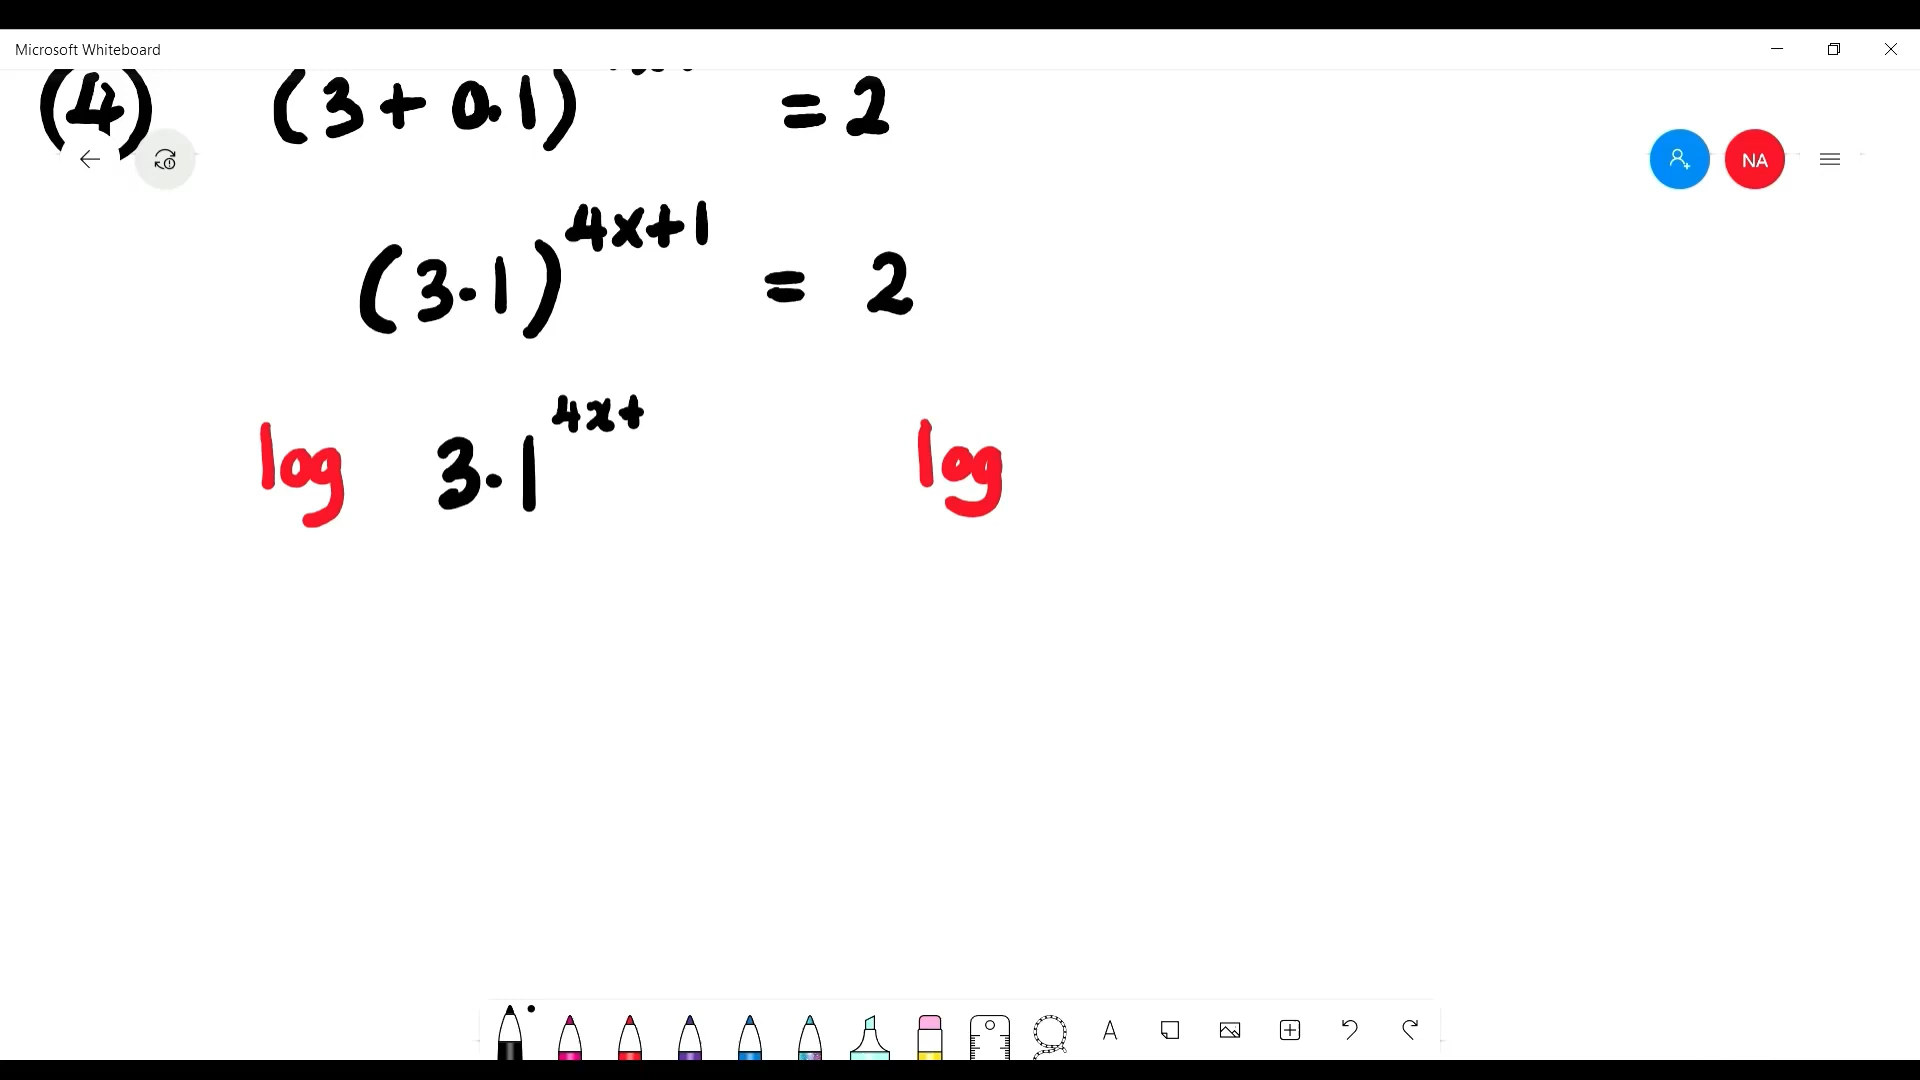 Microsoft Whiteboard
(4) (3 + 0.1) = 2
NA
(3.1)^{4x+1} = 2
log 3.1^{4x+} log
A